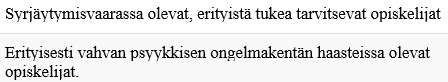 Syrjäytymisvaarassa olevat, erityistä tukea tarvitsevat opiskelijat
Erityisesti vahvan psyykkisen ongelmakentän haasteissa olevat
opiskelijat.